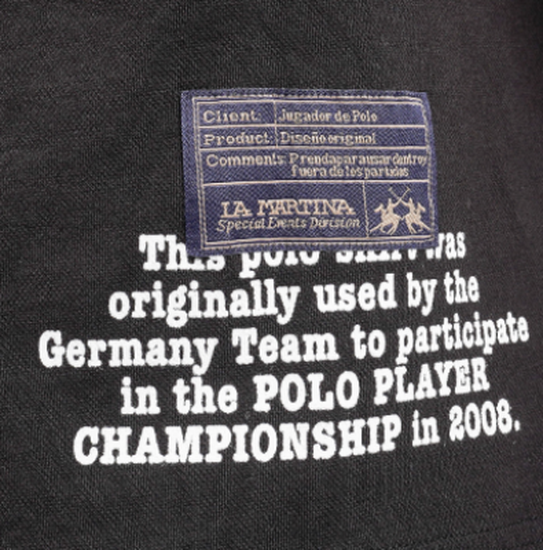 Client: Jugador de Polo
Product: Diseño original
Comments: Prenda para usar dentro y
fuera de los partidos
LA MARTINA
Special Events Division
This polo shirt was
originally used by the
Germany Team to participate
in the POLO PLAYER
CHAMPIONSHIP in 2008.